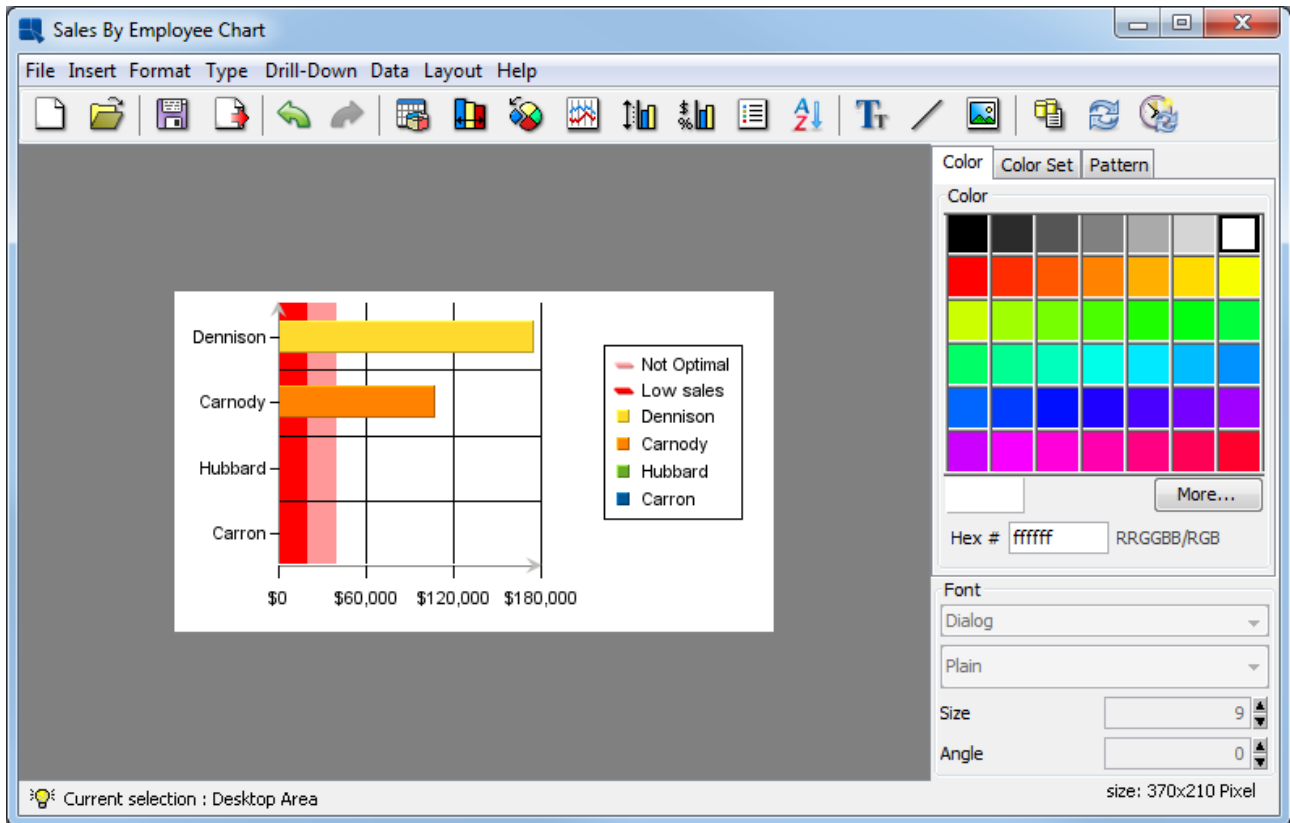 Sales By Employee Chart
File Insert Format Type Drill-Down Data Layout Help
Color Color Set Pattern
Color
Dennison
Carnody
Hubbard
Carron
$0 $60,000 $120,000 $180,000
Not Optimal
Low sales
Dennison
Carnody
Hubbard
Carron
More...
Hex # ffffff RRGGBB/RGB
Font
Dialog
Plain
Size 9
Angle 0
Current selection : Desktop Area
size: 370x210 Pixel